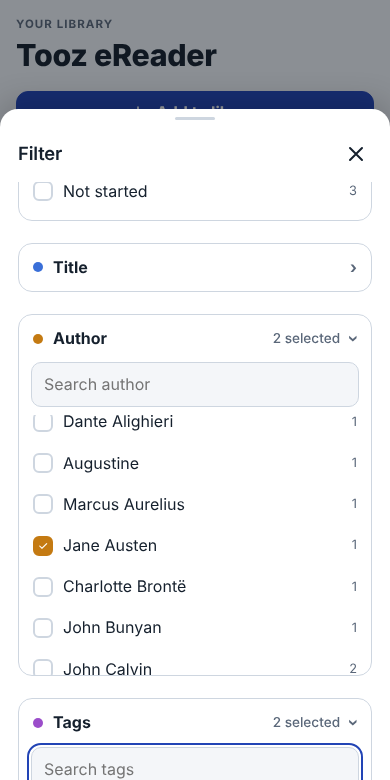 YOUR LIBRARY
Tooz eReader
Filter
Not started 3
Title ›
Author 2 selected
Search author
Dante Alighieri 1
Augustine 1
Marcus Aurelius 1
Jane Austen 1
Charlotte Brontë 1
John Bunyan 1
John Calvin 2
Tags 2 selected
Search tags